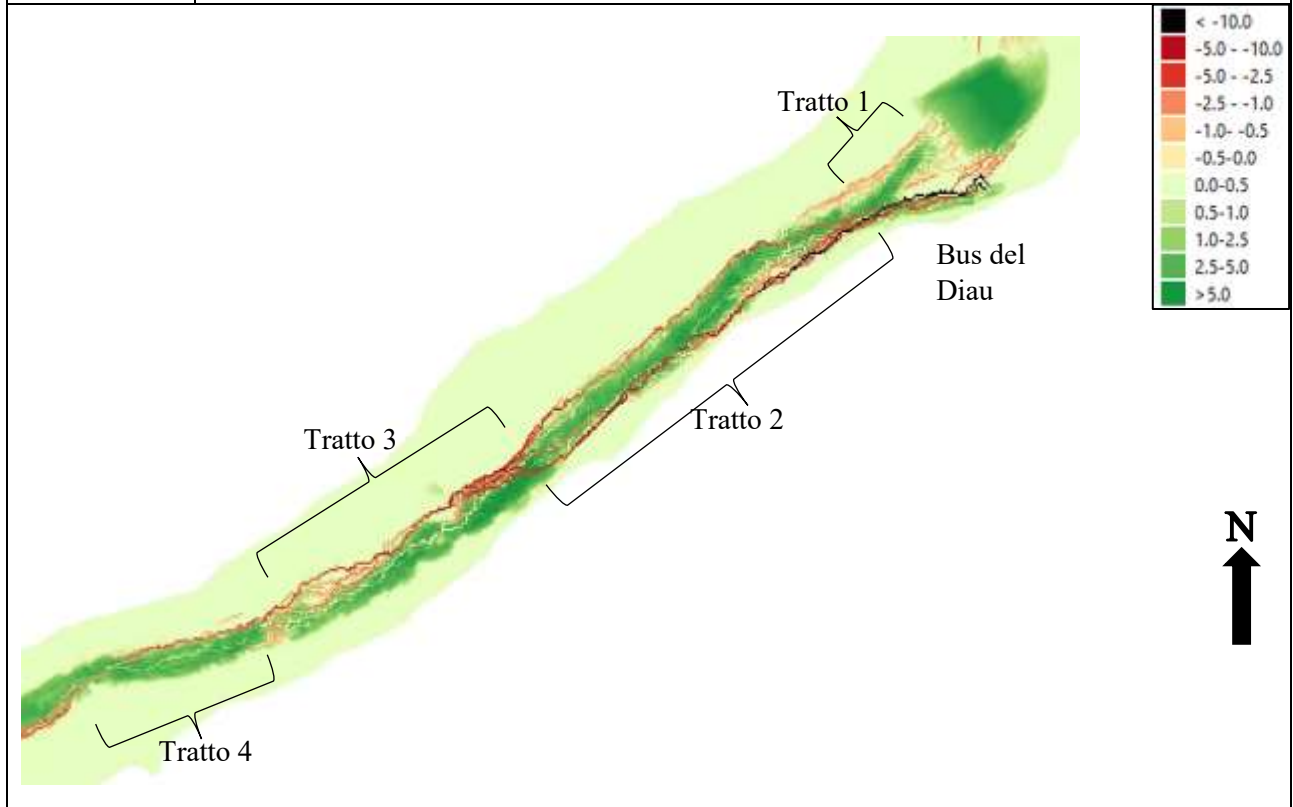 < -10.0
-5.0 - -10.0
-5.0 - -2.5
-2.5 - -1.0
-1.0- -0.5
-0.5-0.0
0.0-0.5
0.5-1.0
1.0-2.5
2.5-5.0
>5.0
Tratto 1
Bus del
Diau
Tratto 2
Tratto 3
N
Tratto 4